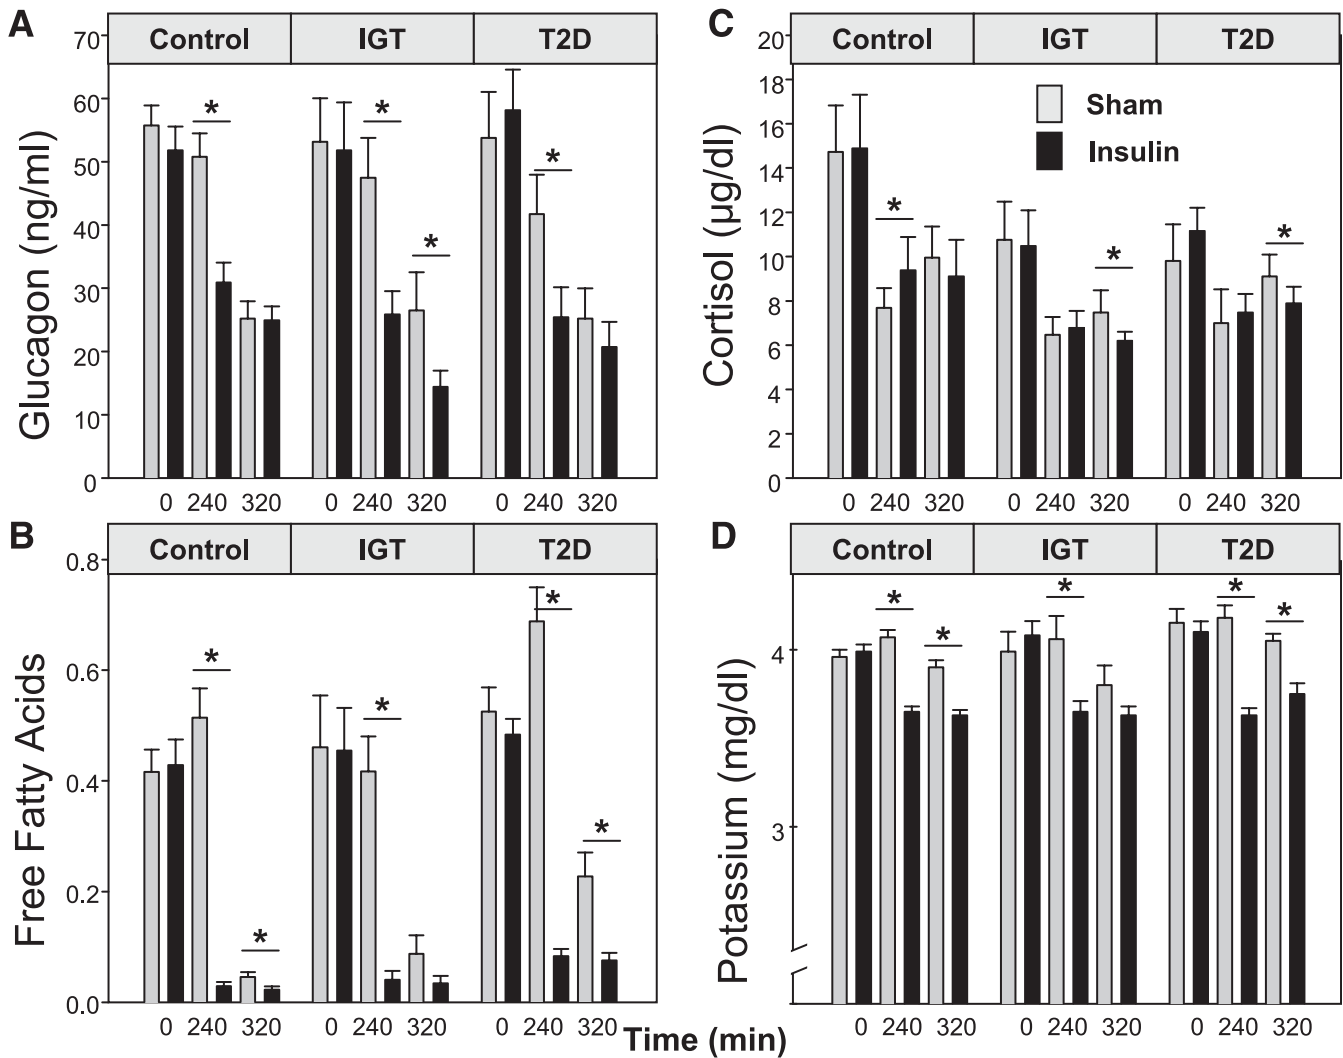 A
Control IGT T2D
70
60
50
40
30
20
10
0
Glucagon (ng/ml)
* * * *
0 240 320 0 240 320 0 240 320
C
Control IGT T2D
20
18
16
14
12
10
8
6
4
2
0
Cortisol (µg/dl)
Sham
Insulin
* * *
0 240 320 0 240 320 0 240 320
B
Control IGT T2D
0.8
0.6
0.4
0.2
0.0
Free Fatty Acids
* * * * *
0 240 320 0 240 320 0 240 320
D
Control IGT T2D
4
3
Potassium (mg/dl)
* * * * *
0 240 320 0 240 320 0 240 320
Time (min)